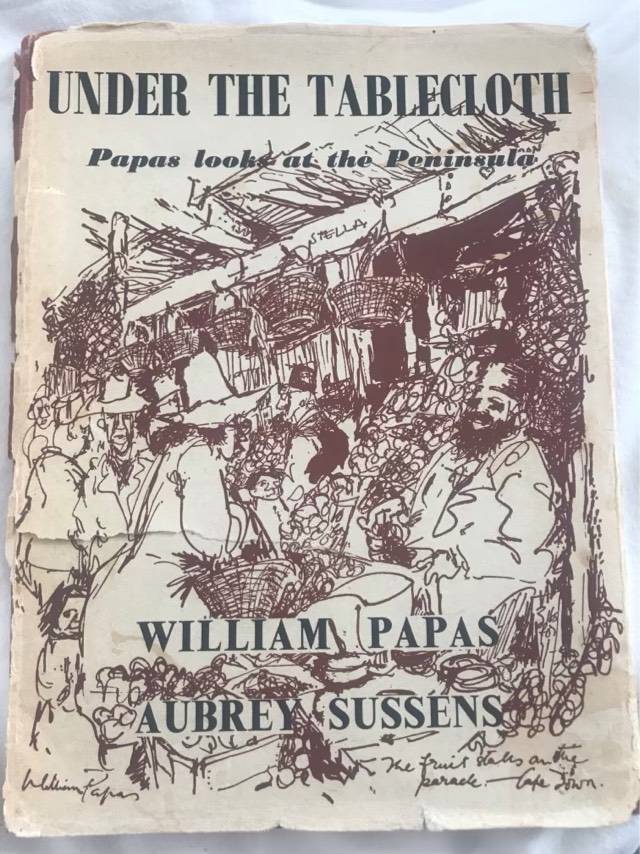 UNDER THE TABLECLOTH
Papas looks at the Peninsula
STELLA
WILLIAM PAPAS
AUBREY SUSSENS
William Papas
The fruit stalls on the
parade. — Cape Town.